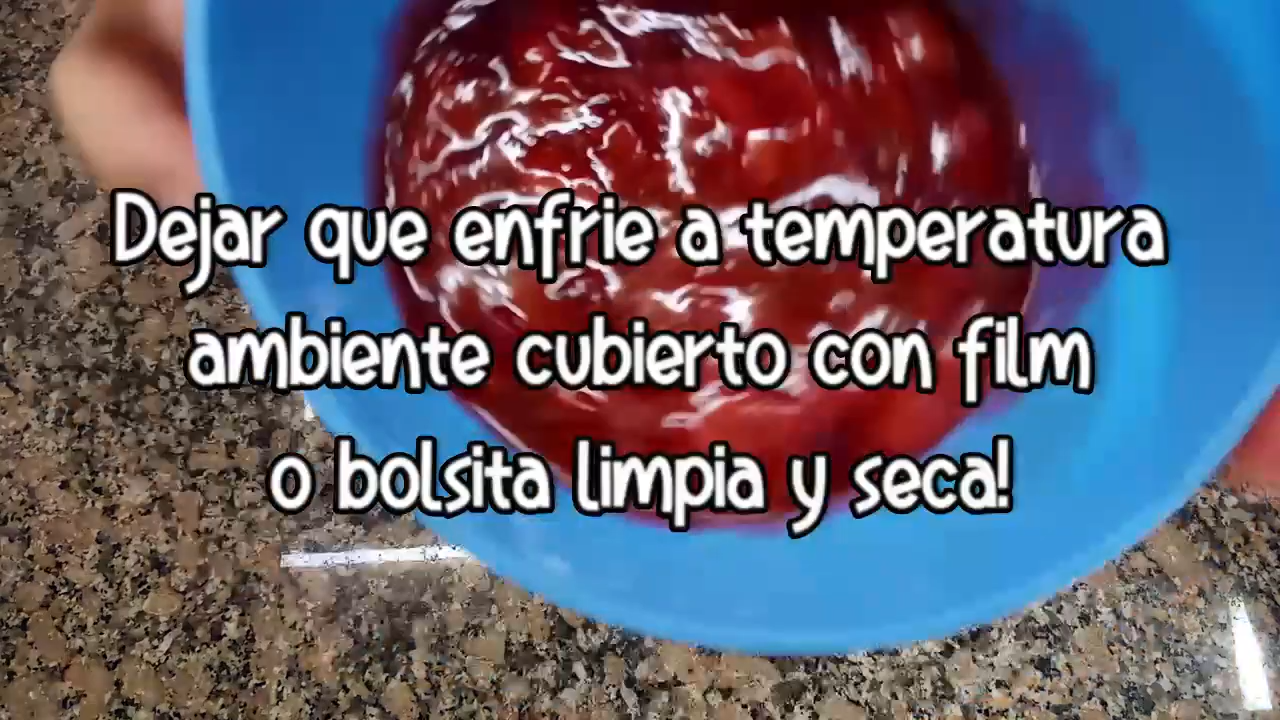 Dejar que enfrie a temperatura
ambiente cubierto con film
o bolsita limpia y seca!